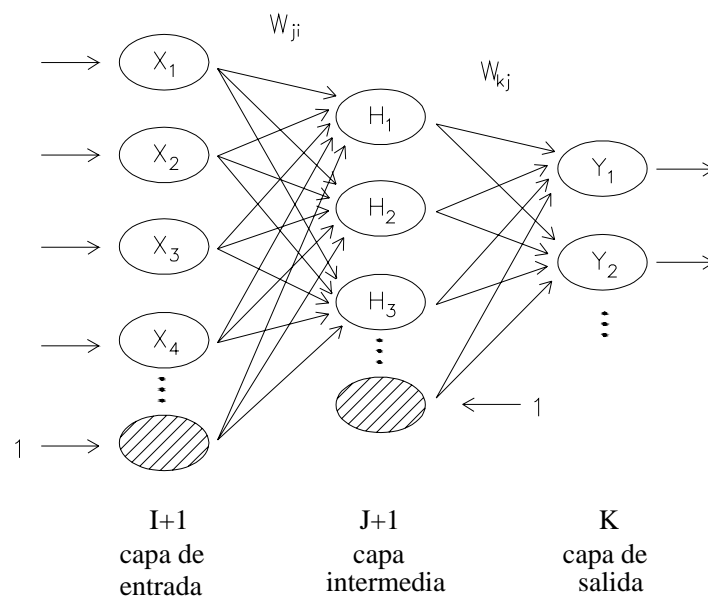 W_ji
W_kj
X_1
X_2
X_3
X_4
1
H_1
H_2
H_3
1
Y_1
Y_2
I+1
capa de
entrada
J+1
capa
intermedia
K
capa de
salida